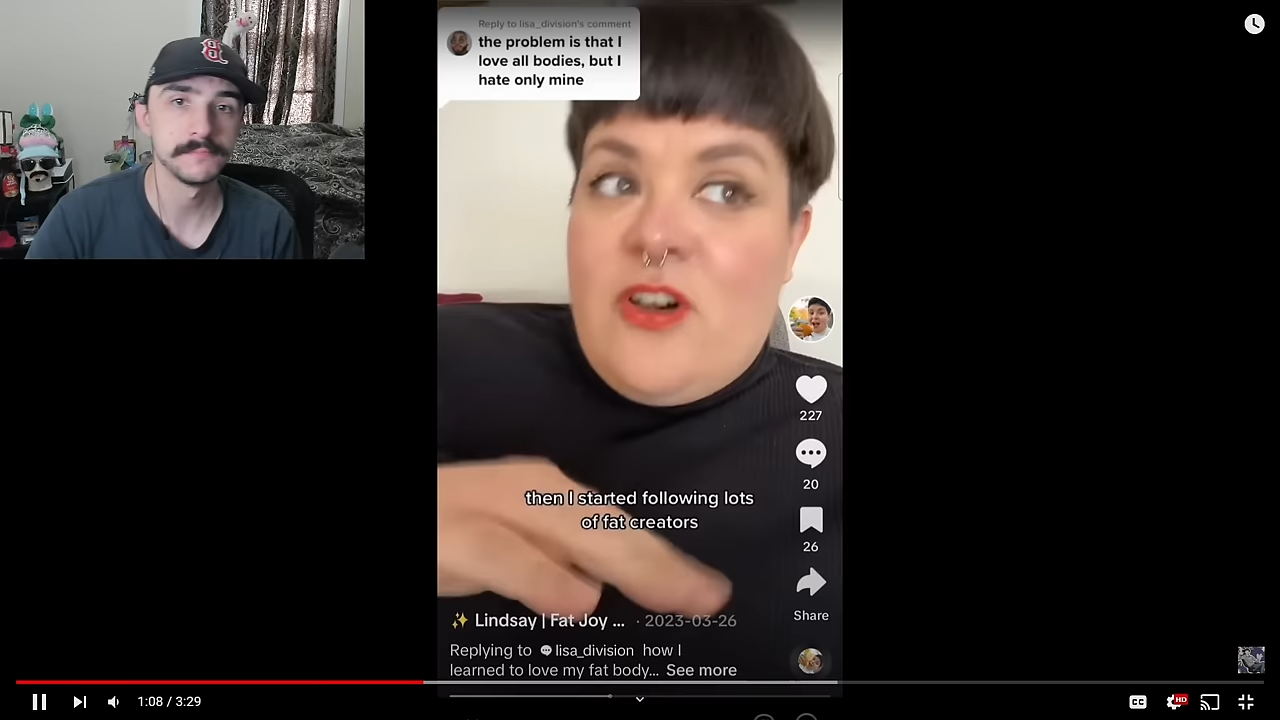 Reply to lisa_division's comment
the problem is that I
love all bodies, but I
hate only mine
B
227
then I started following lots
of fat creators
20
26
Share
✨ Lindsay | Fat Joy ... · 2023-03-26
Replying to 💬lisa_division how I
learned to love my fat body... See more
1:08 / 3:29
CC
HD